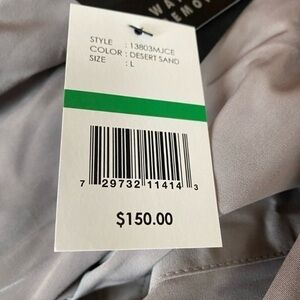 STYLE : 13803MJCE
COLOR : DESERT SAND
SIZE : L
7 29732 11414 3
$150.00